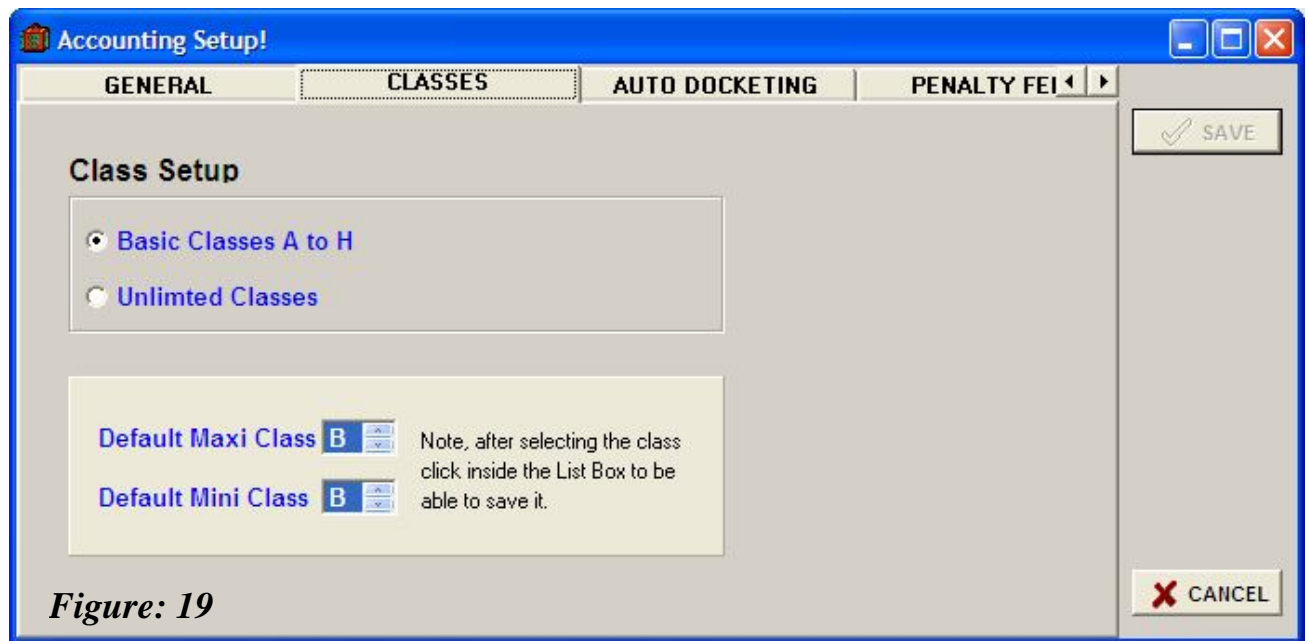 Accounting Setup!
GENERAL CLASSES AUTO DOCKETING PENALTY FEI
SAVE
Class Setup
Basic Classes A to H
Unlimted Classes
Default Maxi Class B
Default Mini Class B
Note, after selecting the class
click inside the List Box to be
able to save it.
Figure: 19
CANCEL